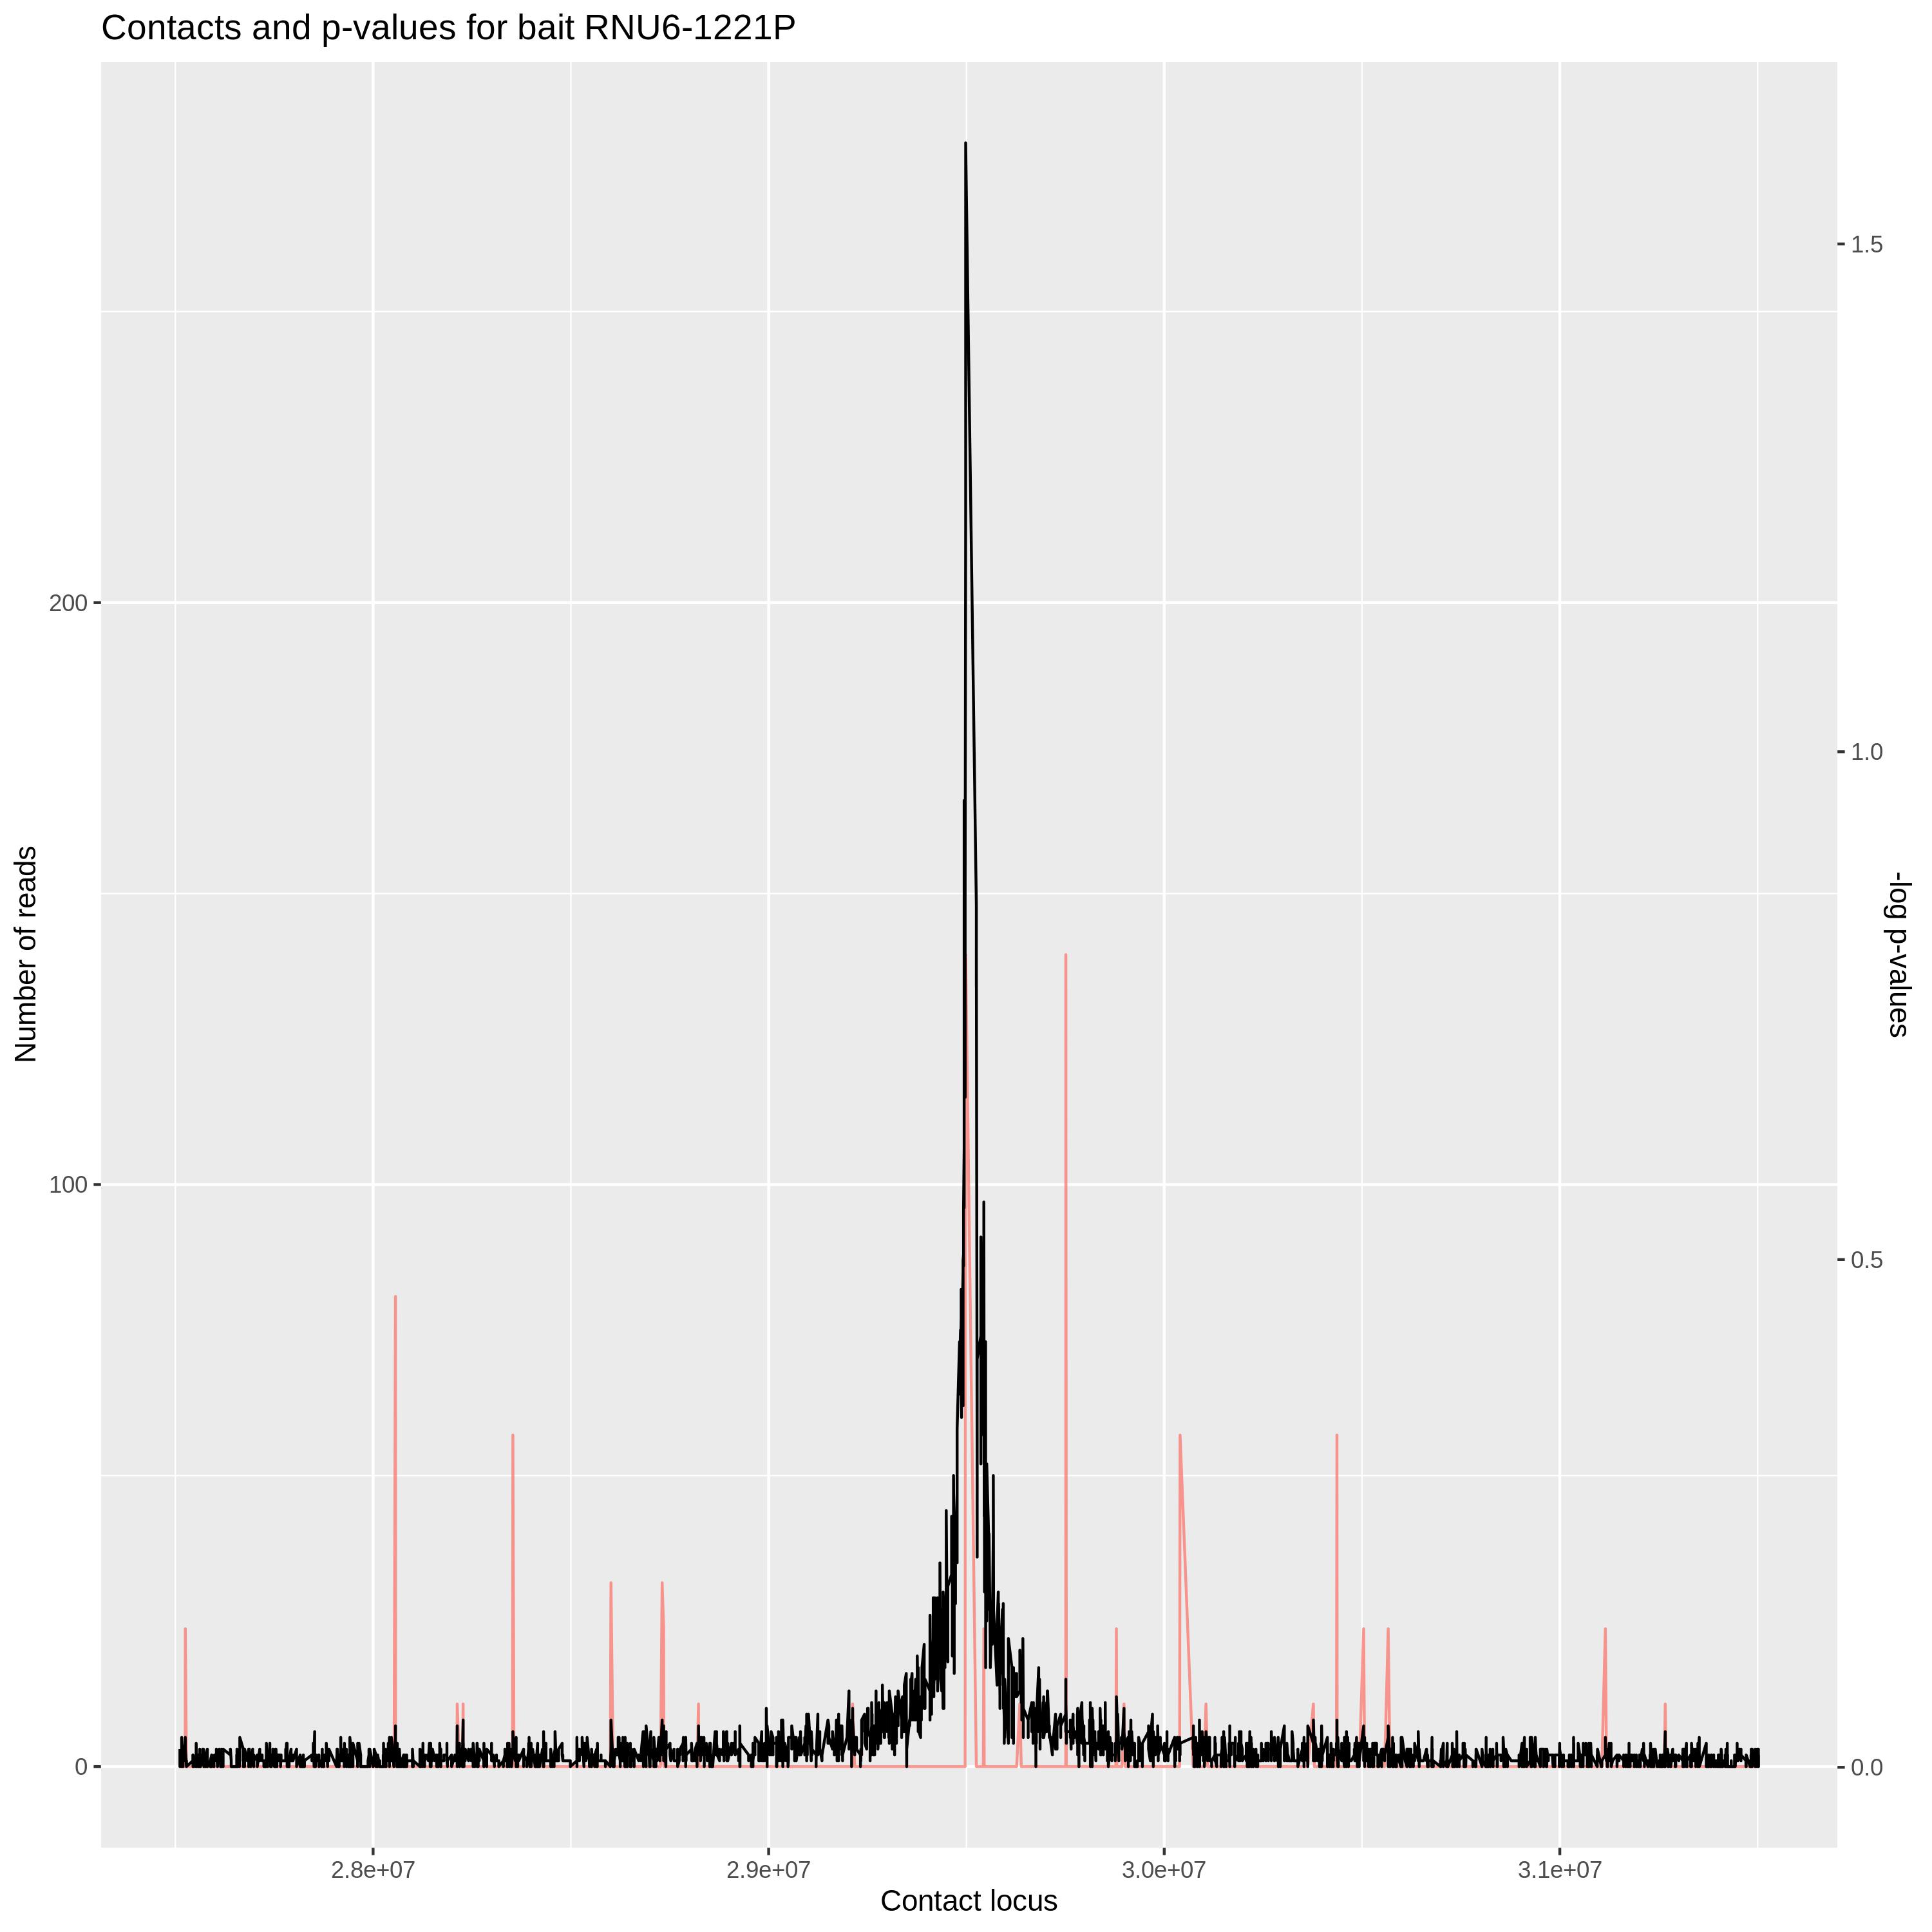 Contacts and p-values for bait RNU6-1221P
Number of reads
200
100
0
1.5
1.0
0.5
0.0
-log p-values
2.8e+07
2.9e+07
3.0e+07
3.1e+07
Contact locus